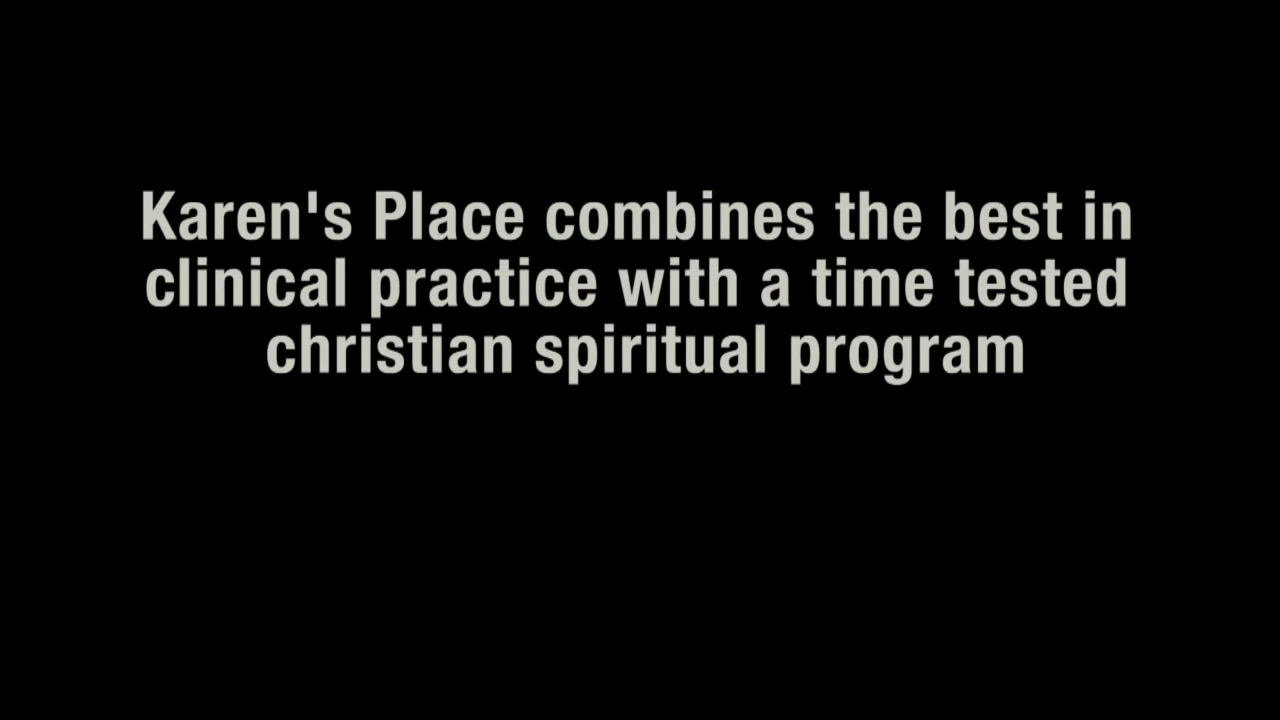 Karen's Place combines the best in
clinical practice with a time tested
christian spiritual program